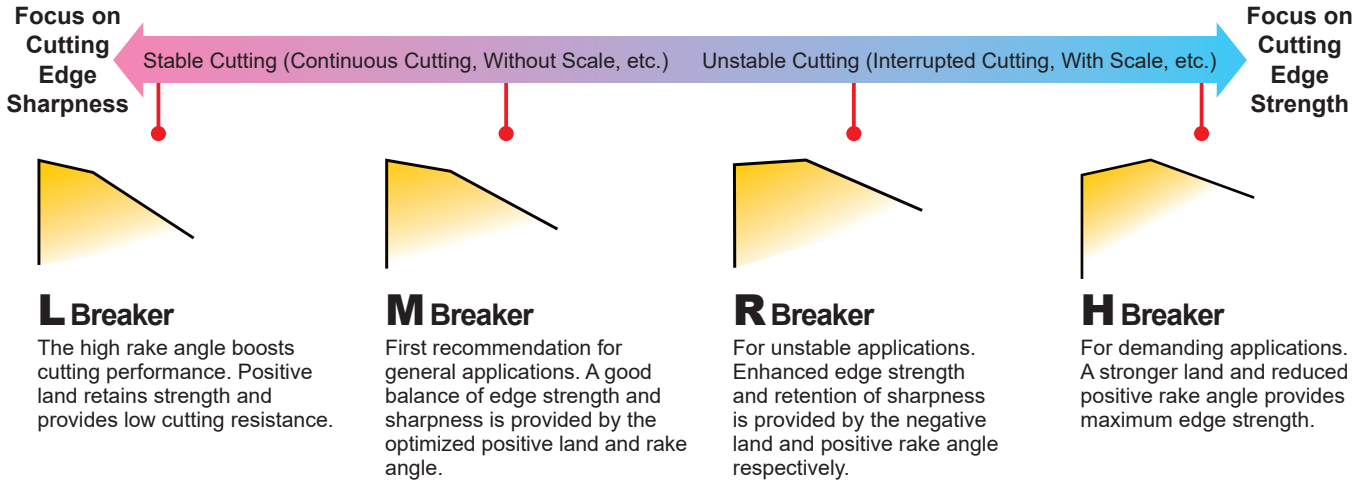 Focus on
Cutting
Edge
Sharpness
Stable Cutting (Continuous Cutting, Without Scale, etc.)
Unstable Cutting (Interrupted Cutting, With Scale, etc.)
Focus on
Cutting
Edge
Strength
L Breaker
The high rake angle boosts
cutting performance. Positive
land retains strength and
provides low cutting resistance.
M Breaker
First recommendation for
general applications. A good
balance of edge strength and
sharpness is provided by the
optimized positive land and rake
angle.
R Breaker
For unstable applications.
Enhanced edge strength
and retention of sharpness
is provided by the negative
land and positive rake angle
respectively.
H Breaker
For demanding applications.
A stronger land and reduced
positive rake angle provides
maximum edge strength.